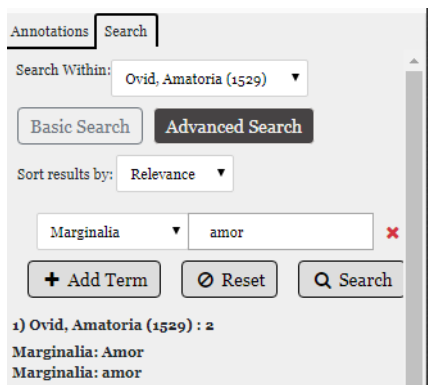 Annotations Search
Search Within: Ovid, Amatoria (1529)
Basic Search Advanced Search
Sort results by: Relevance
Marginalia amor
Add Term Reset Search
1) Ovid, Amatoria (1529) : 2
Marginalia: Amor
Marginalia: amor